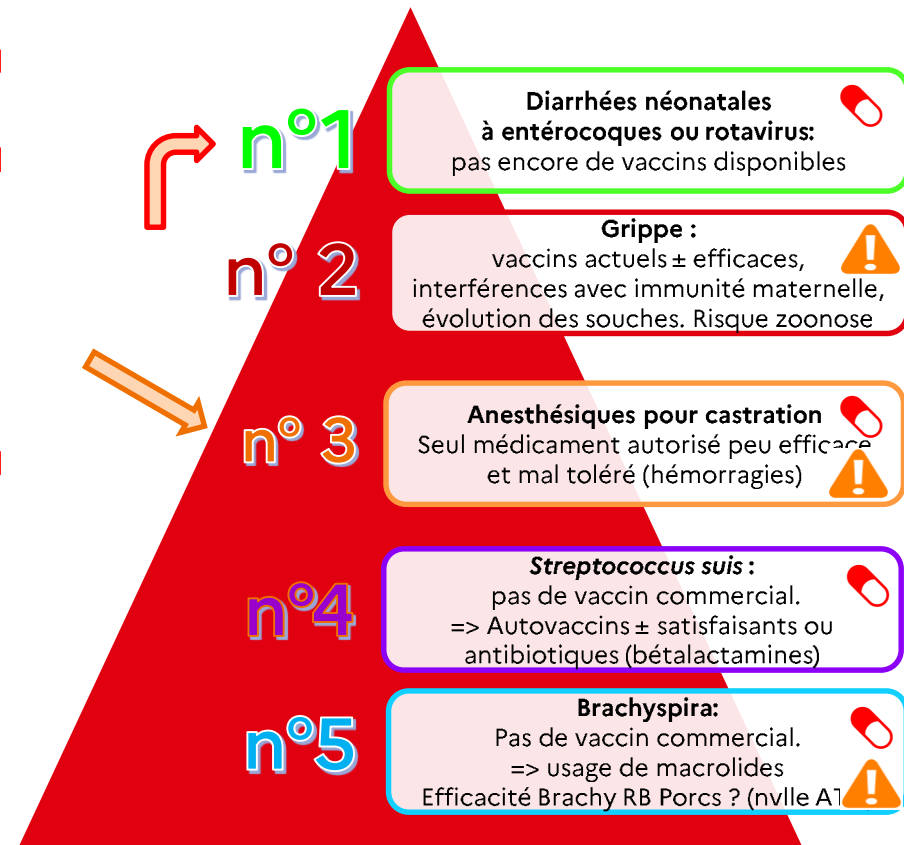 n°1
Diarrhées néonatales
à entérocoques ou rotavirus:
pas encore de vaccins disponibles
n° 2
Grippe :
vaccins actuels ± efficaces,
interférences avec immunité maternelle,
évolution des souches. Risque zoonose
n° 3
Anesthésiques pour castration
Seul médicament autorisé peu efficace
et mal toléré (hémorragies)
n°4
Streptococcus suis :
pas de vaccin commercial.
=> Autovaccins ± satisfaisants ou
antibiotiques (bétalactamines)
n°5
Brachyspira:
Pas de vaccin commercial.
=> usage de macrolides
Efficacité Brachy RB Porcs ? (nvlle